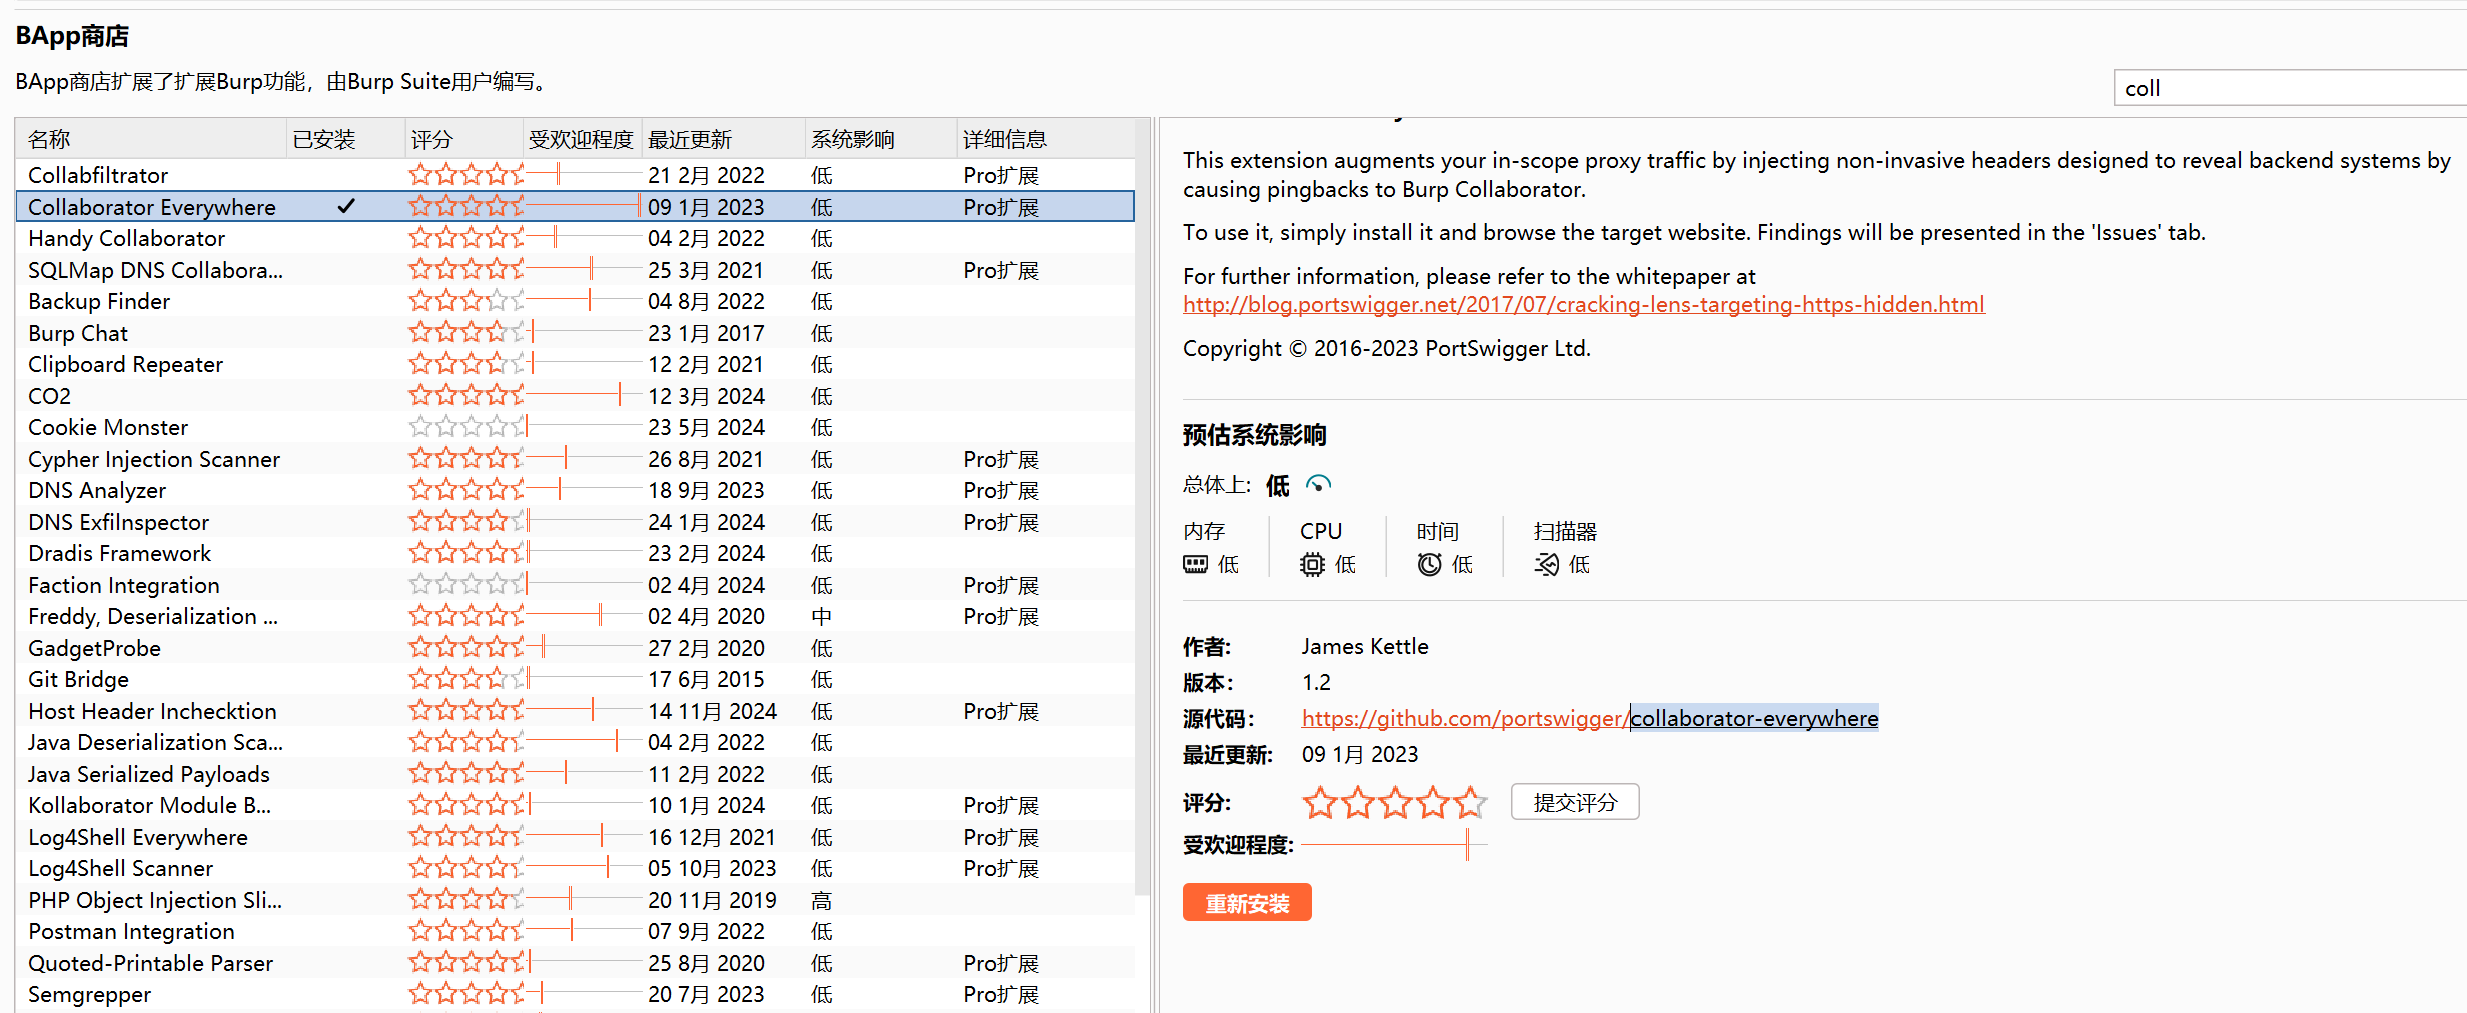 BApp商店
BApp商店扩展了扩展Burp功能，由Burp Suite用户编写。
coll
名称 已安装 评分 受欢迎程度 最近更新 系统影响 详细信息
Collabfiltrator 21 2月 2022 低 Pro扩展
Collaborator Everywhere ✓ 09 1月 2023 低 Pro扩展
Handy Collaborator 04 2月 2022 低
SQLMap DNS Collabora... 25 3月 2021 低 Pro扩展
Backup Finder 04 8月 2022 低
Burp Chat 23 1月 2017 低
Clipboard Repeater 12 2月 2021 低
CO2 12 3月 2024 低
Cookie Monster 23 5月 2024 低
Cypher Injection Scanner 26 8月 2021 低 Pro扩展
DNS Analyzer 18 9月 2023 低 Pro扩展
DNS Exfilnspector 24 1月 2024 低 Pro扩展
Dradis Framework 23 2月 2024 低
Faction Integration 02 4月 2024 低 Pro扩展
Freddy, Deserialization ... 02 4月 2020 中 Pro扩展
GadgetProbe 27 2月 2020 低
Git Bridge 17 6月 2015 低
Host Header Inchecktion 14 11月 2024 低 Pro扩展
Java Deserialization Sca... 04 2月 2022 低
Java Serialized Payloads 11 2月 2022 低
Kollaborator Module B... 10 1月 2024 低 Pro扩展
Log4Shell Everywhere 16 12月 2021 低 Pro扩展
Log4Shell Scanner 05 10月 2023 低 Pro扩展
PHP Object Injection Sli... 20 11月 2019 高
Postman Integration 07 9月 2022 低
Quoted-Printable Parser 25 8月 2020 低 Pro扩展
Semgrepper 20 7月 2023 低 Pro扩展
This extension augments your in-scope proxy traffic by injecting non-invasive headers designed to reveal backend systems by
causing pingbacks to Burp Collaborator.
To use it, simply install it and browse the target website. Findings will be presented in the 'Issues' tab.
For further information, please refer to the whitepaper at
http://blog.portswigger.net/2017/07/cracking-lens-targeting-https-hidden.html
Copyright © 2016-2023 PortSwigger Ltd.
预估系统影响
总体上: 低
内存 CPU 时间 扫描器
低 低 低 低
作者: James Kettle
版本: 1.2
源代码: https://github.com/portswigger/collaborator-everywhere
最近更新: 09 1月 2023
评分: 提交评分
受欢迎程度:
重新安装